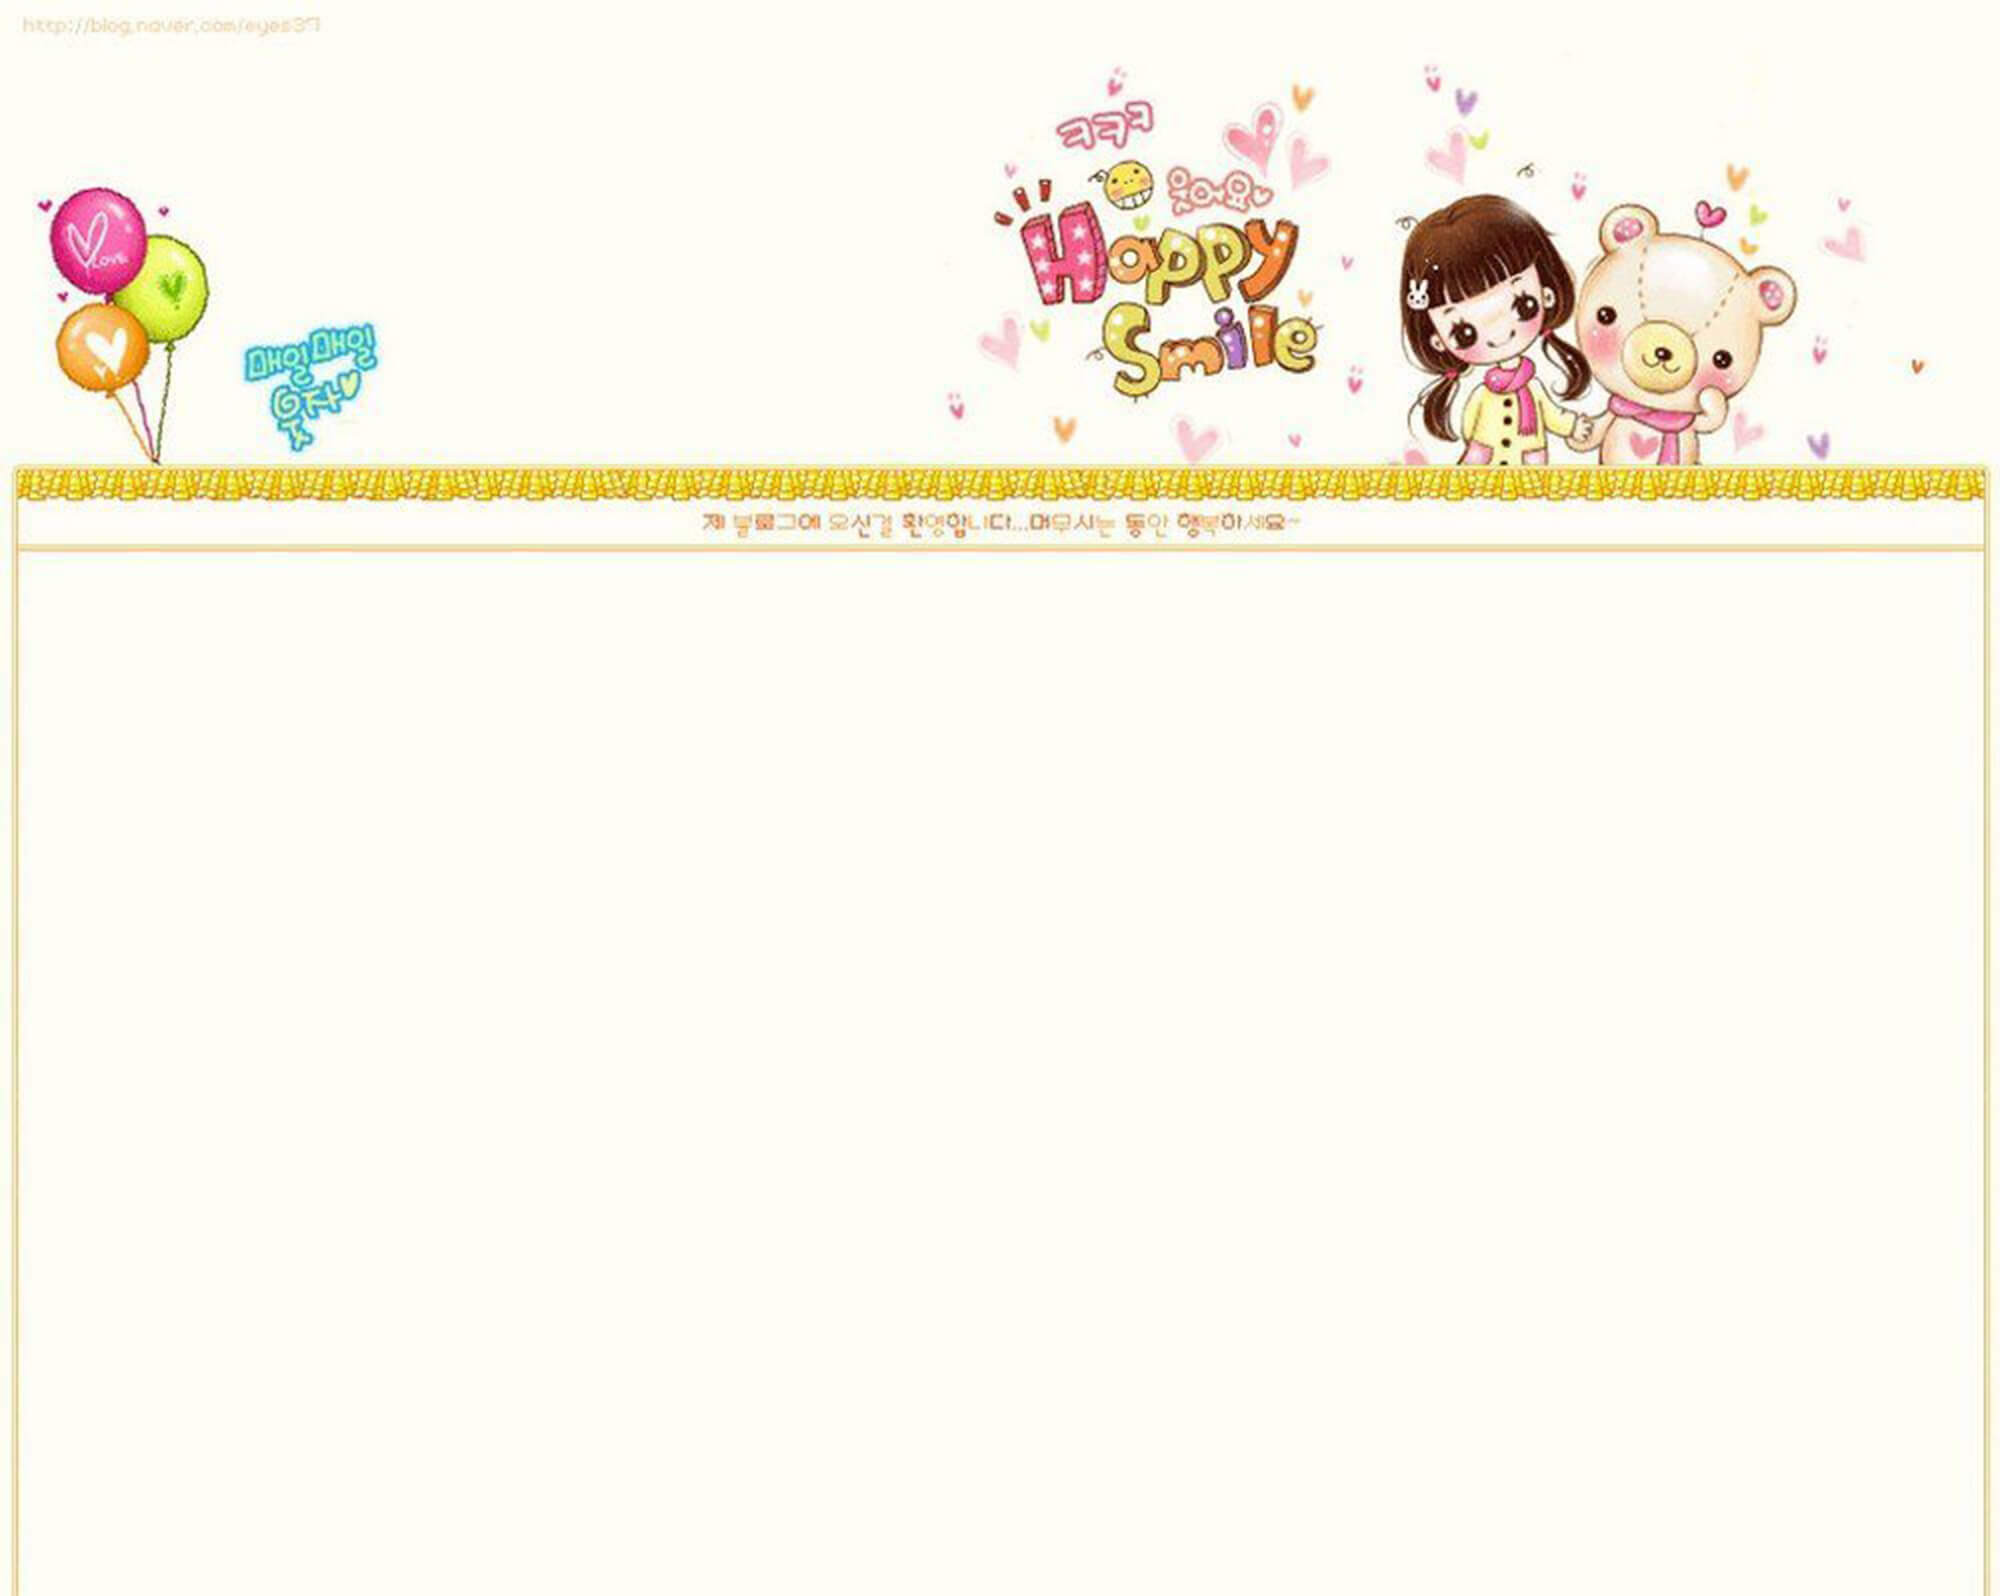 http://blog.naver.com/eyes37
ㅋㅋㅋ
웃어요
Happy
Smile
LOVE
매일매일
웃자
제 블로그에 오신걸 환영합니다...머무시는 동안 행복하세요~